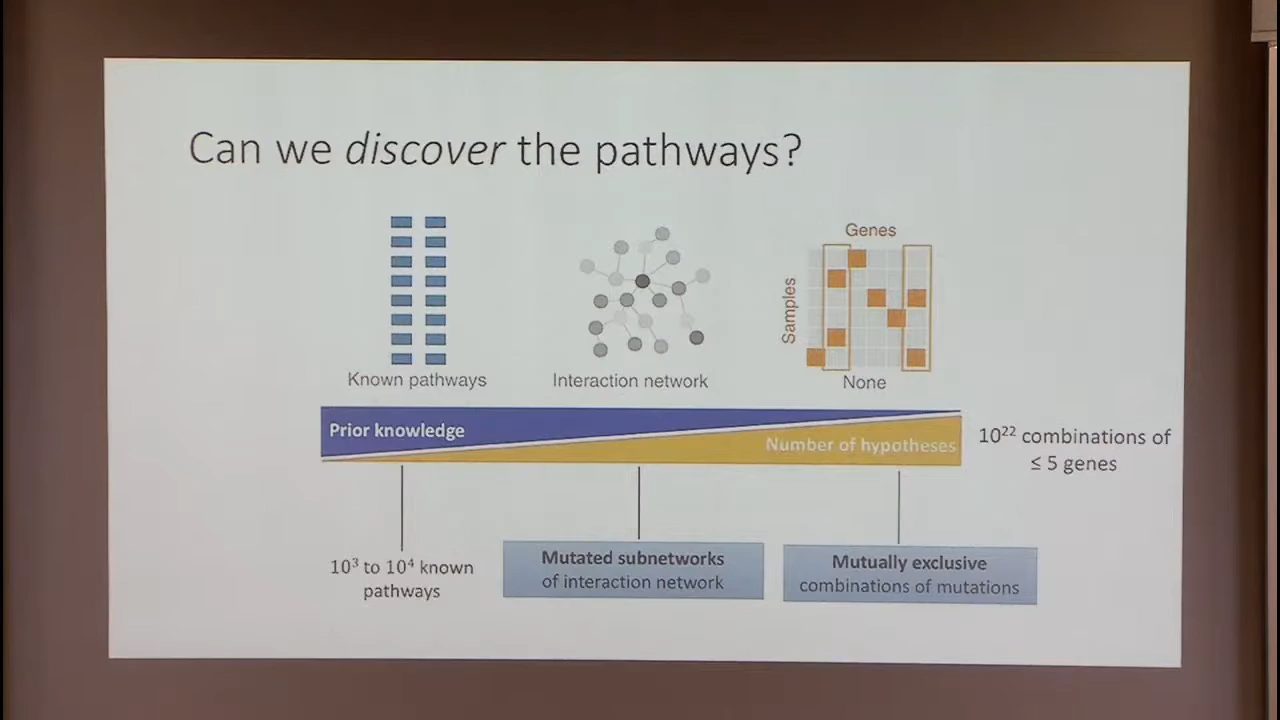 Can we discover the pathways?
Genes
Samples
Known pathways
Interaction network
None
Prior knowledge
Number of hypotheses
10²² combinations of
≤ 5 genes
10³ to 10⁴ known
pathways
Mutated subnetworks
of interaction network
Mutually exclusive
combinations of mutations